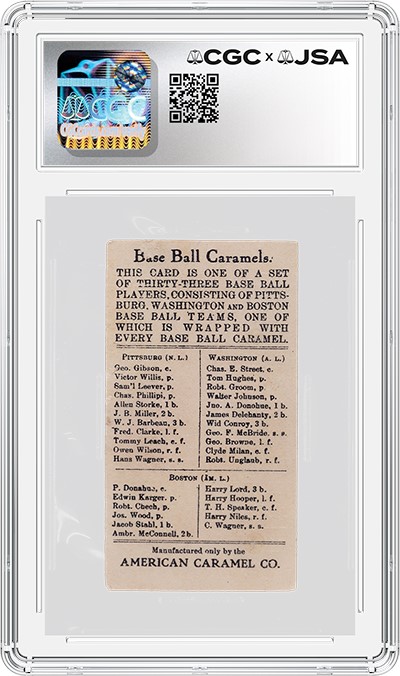 CGC x JSA
CGC
Base Ball Caramels.
THIS CARD IS ONE OF A SET
OF THIRTY-THREE BASE BALL
PLAYERS, CONSISTING OF PITTS-
BURG, WASHINGTON AND BOSTON
BASE BALL TEAMS, ONE OF
WHICH IS WRAPPED WITH
EVERY BASE BALL CARAMEL.
PITTSBURG (N. L.)
Geo. Gibson, c.
Victor Willis, p.
Sam'l Leever, p.
Chas. Phillipi, p.
Allen Storke, 1 b.
J. B. Miller, 2 b.
W. J. Barbeau, 3 b.
Fred. Clarke, l. f.
Tommy Leach, c. f.
Owen Wilson, r. f.
Hans Wagner, s. s.
WASHINGTON (A. L.)
Chas. E. Street, c.
Tom Hughes, p.
Robt. Groom, p.
Walter Johnson, p.
Jno. A. Donohue, 1 b.
James Delehanty, 2 b.
Wid Conroy, 3 b.
Geo. F. McBride, s. s.
Geo. Browne, l. f.
Clyde Milan, c. f.
Robt. Unglaub, r. f.
BOSTON (AM. L.)
P. Donahue, c.
Edwin Karger. p.
Robt. Chech, p.
Jos. Wood, p.
Jacob Stahl, 1 b.
Ambr. McConnell, 2 b.
Harry Lord, 3 b.
Harry Hooper, l. f.
T. H. Speaker, c. f.
Harry Niles, r. f.
C. Wagner, s. s.
Manufactured only by the
AMERICAN CARAMEL CO.